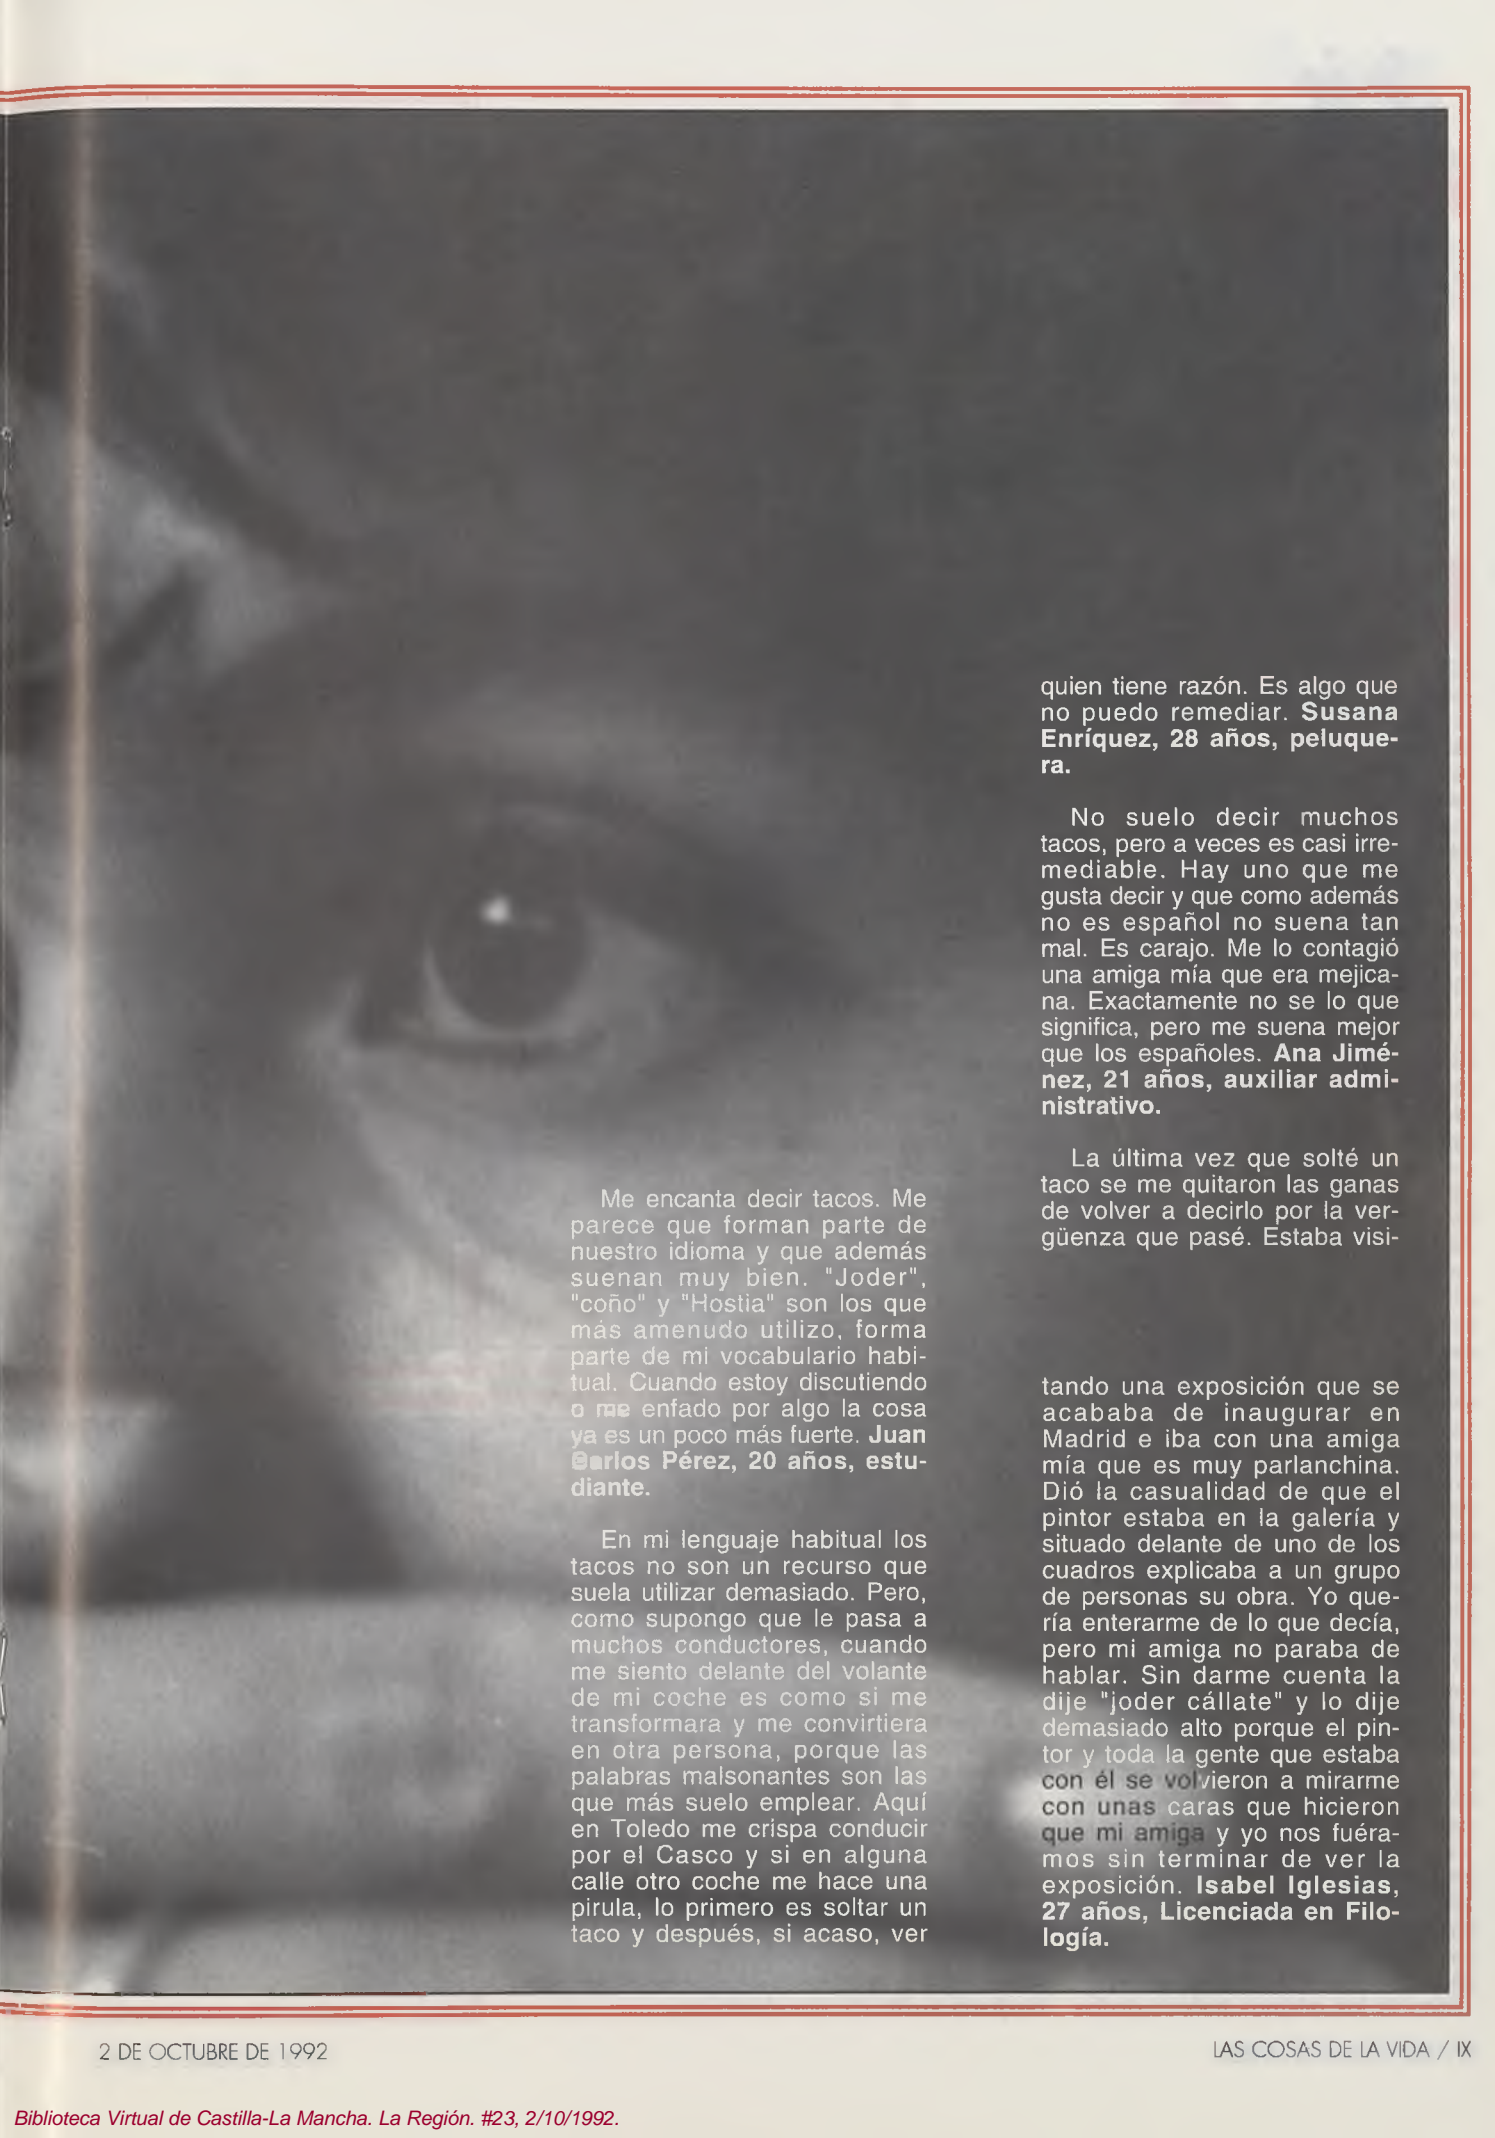 Me encanta decir tacos. Me
parece que forman parte de
nuestro idioma y que además
suenan muy bien. "Joder",
"coño" y "Hostia" son los que
más amenudo utilizo, forma
parte de mi vocabulario habi-
tual. Cuando estoy discutiendo
o me enfado por algo la cosa
ya es un poco más fuerte. Juan
Carlos Pérez, 20 años, estu-
diante.
En mi lenguaje habitual los
tacos no son un recurso que
suela utilizar demasiado. Pero,
como supongo que le pasa a
muchos conductores, cuando
me siento delante del volante
de mi coche es como si me
transformara y me convirtiera
en otra persona, porque las
palabras malsonantes son las
que más suelo emplear. Aquí
en Toledo me crispa conducir
por el Casco y si en alguna
calle otro coche me hace una
pirula, lo primero es soltar un
taco y después, si acaso, ver
quien tiene razón. Es algo que
no puedo remediar. Susana
Enríquez, 28 años, peluque-
ra.
No suelo decir muchos
tacos, pero a veces es casi irre-
mediable. Hay uno que me
gusta decir y que como además
no es español no suena tan
mal. Es carajo. Me lo contagió
una amiga mía que era mejica-
na. Exactamente no se lo que
significa, pero me suena mejor
que los españoles. Ana Jimé-
nez, 21 años, auxiliar admi-
nistrativo.
La última vez que solté un
taco se me quitaron las ganas
de volver a decirlo por la ver-
güenza que pasé. Estaba visi-
tando una exposición que se
acababa de inaugurar en
Madrid e iba con una amiga
mía que es muy parlanchina.
Dió la casualidad de que el
pintor estaba en la galería y
situado delante de uno de los
cuadros explicaba a un grupo
de personas su obra. Yo que-
ría enterarme de lo que decía,
pero mi amiga no paraba de
hablar. Sin darme cuenta la
dije "joder cállate" y lo dije
demasiado alto porque el pin-
tor y toda la gente que estaba
con él se volvieron a mirarme
con unas caras que hicieron
que mi amiga y yo nos fuéra-
mos sin terminar de ver la
exposición. Isabel Iglesias,
27 años, Licenciada en Filo-
logía.
2 DE OCTUBRE DE 1992
LAS COSAS DE LA VIDA / IX
Biblioteca Virtual de Castilla-La Mancha. La Región. #23, 2/10/1992.